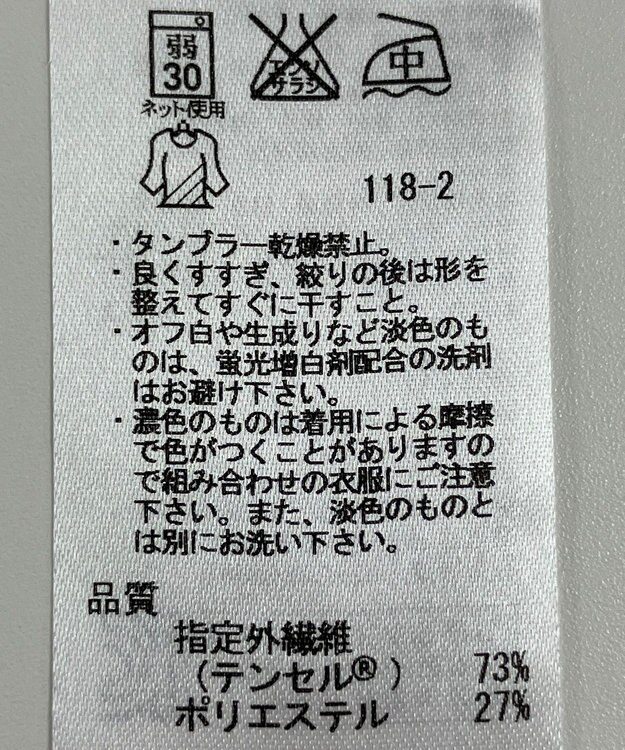 弱 エンソ 中
30 サラシ
ネット使用
118-2
・タンブラー乾燥禁止。
・良くすすぎ、絞りの後は形を
整えてすぐに干すこと。
・オフ白や生成りなど淡色のも
のは、蛍光増白剤配合の洗剤
はお避け下さい。
・濃色のものは着用による摩擦
で色がつくことがありますの
で組み合わせの衣服にご注意
下さい。また、淡色のものと
は別にお洗い下さい。
品質
指定外繊維
（テンセル®） 73%
ポリエステル 27%